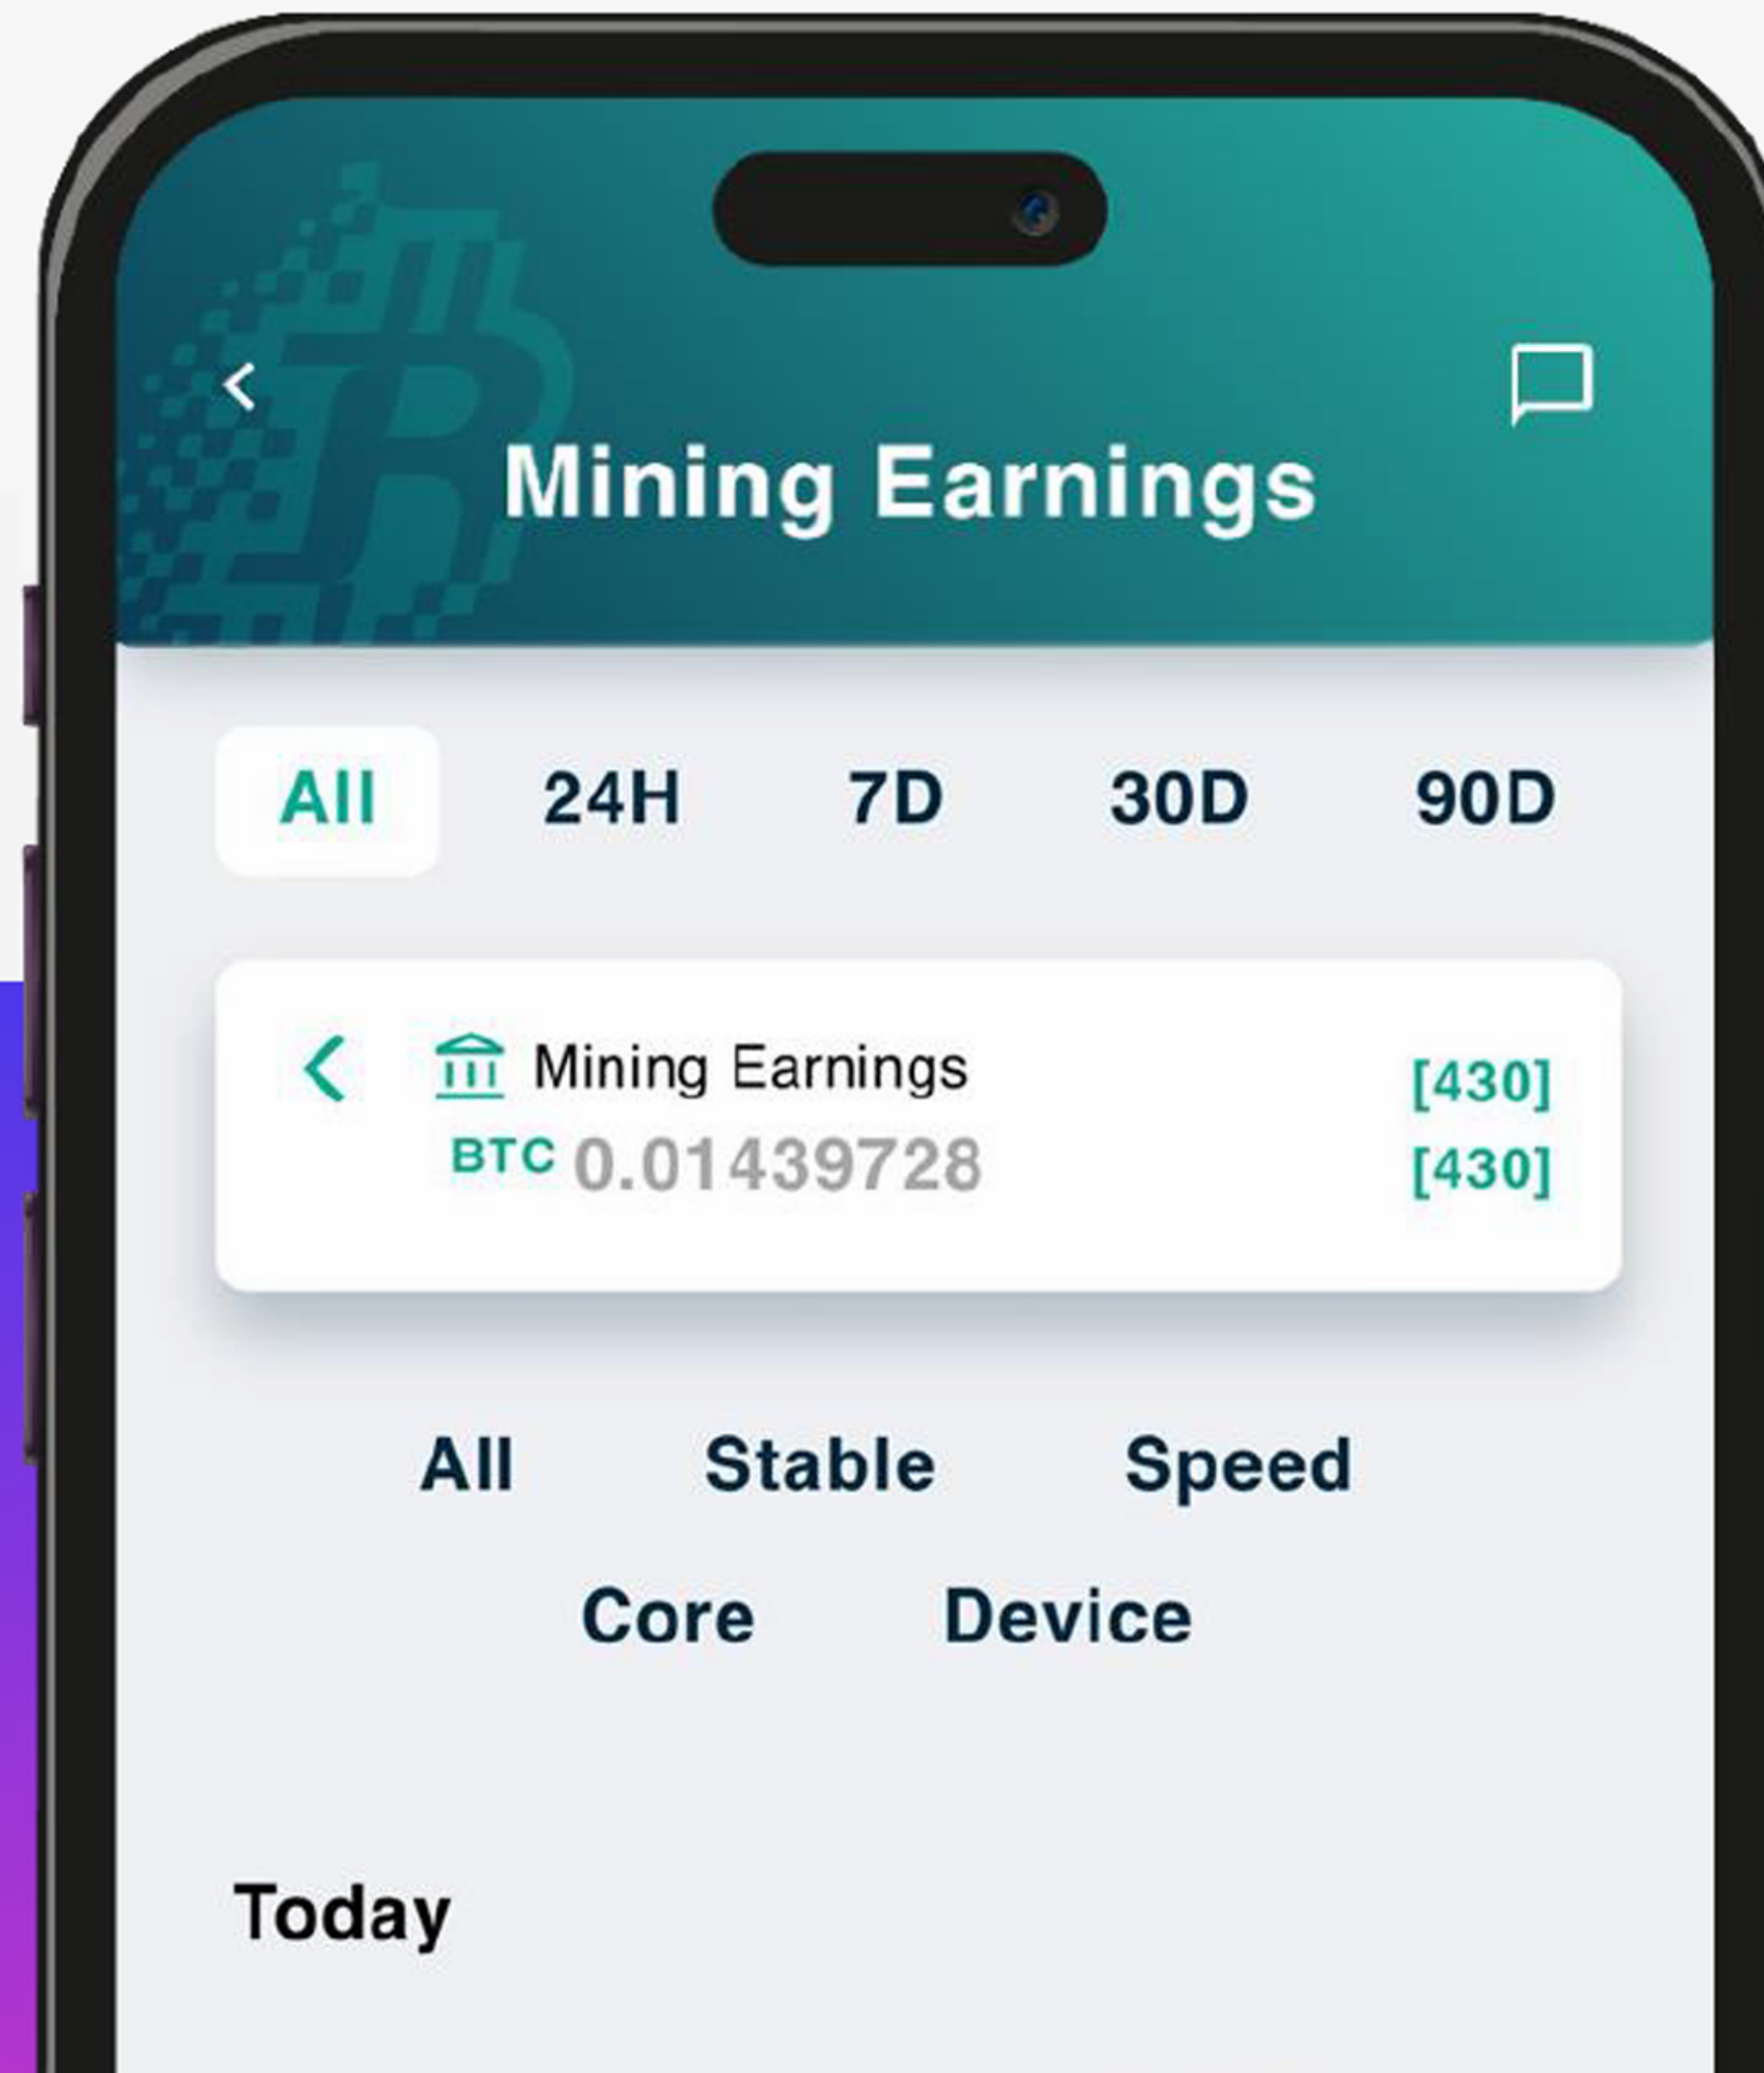 Mining Earnings
All 24H 7D 30D 90D
Mining Earnings [430]
BTC 0.01439728 [430]
All Stable Speed
Core Device
Today